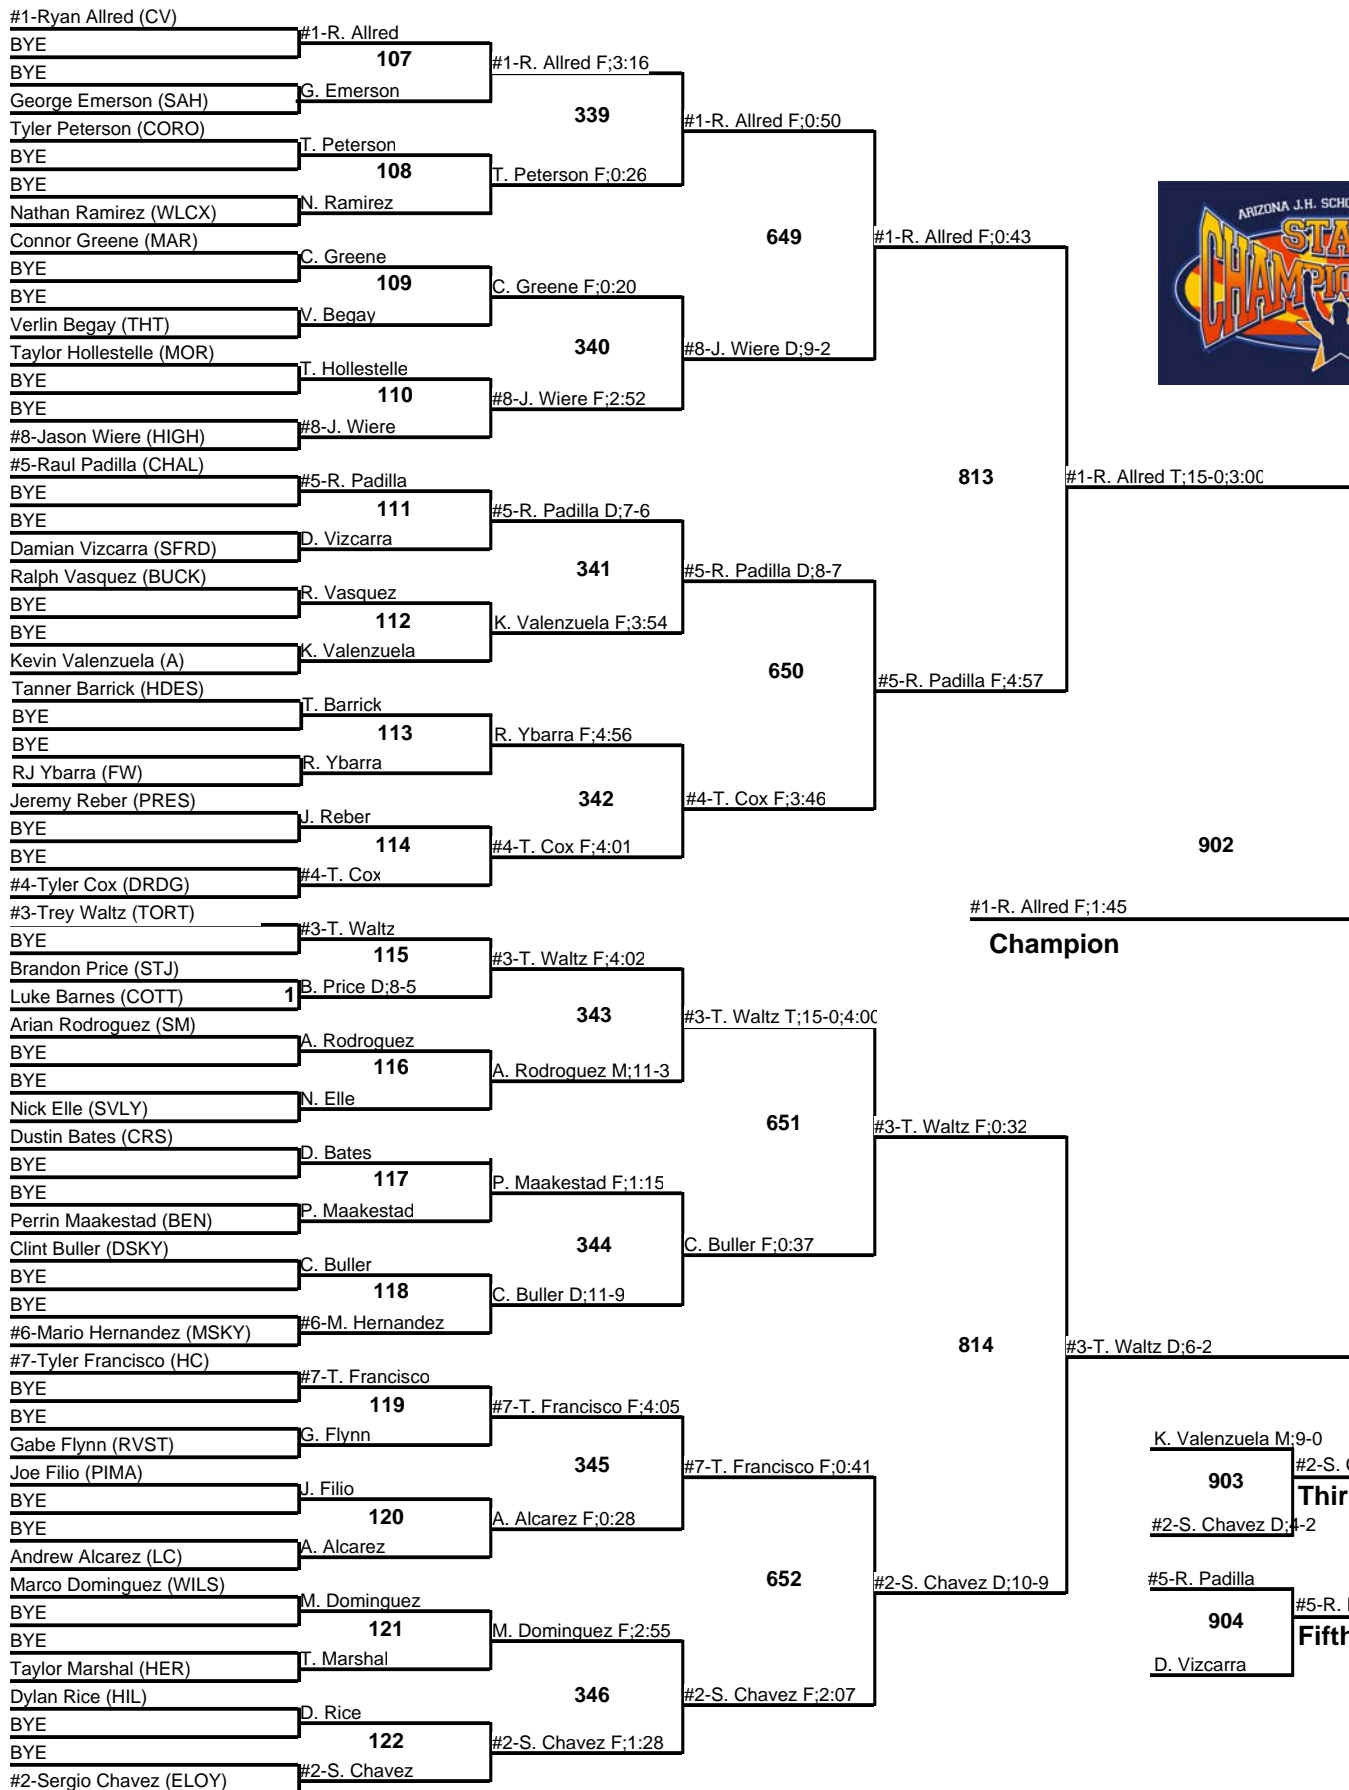 #1-Ryan Allred (CV)
BYE
BYE
George Emerson (SAH)
Tyler Peterson (CORO)
BYE
BYE
Nathan Ramirez (WLCX)
Connor Greene (MAR)
BYE
BYE
Verlin Begay (THT)
Taylor Hollestelle (MOR)
BYE
BYE
#8-Jason Wiere (HIGH)
#5-Raul Padilla (CHAL)
BYE
BYE
Damian Vizcarra (SFRD)
Ralph Vasquez (BUCK)
BYE
BYE
Kevin Valenzuela (A)
Tanner Barrick (HDES)
BYE
BYE
RJ Ybarra (FW)
Jeremy Reber (PRES)
BYE
BYE
#4-Tyler Cox (DRDG)
#3-Trey Waltz (TORT)
BYE
Brandon Price (STJ)
Luke Barnes (COTT) 1
Arian Rodroguez (SM)
BYE
BYE
Nick Elle (SVLY)
Dustin Bates (CRS)
BYE
BYE
Perrin Maakestad (BEN)
Clint Buller (DSKY)
BYE
BYE
#6-Mario Hernandez (MSKY)
#7-Tyler Francisco (HC)
BYE
BYE
Gabe Flynn (RVST)
Joe Filio (PIMA)
BYE
BYE
Andrew Alcarez (LC)
Marco Dominguez (WILS)
BYE
BYE
Taylor Marshal (HER)
Dylan Rice (HIL)
BYE
BYE
#2-Sergio Chavez (ELOY)
#1-R. Allred
107
G. Emerson
T. Peterson
108
N. Ramirez
C. Greene
109
V. Begay
T. Hollestelle
110
#8-J. Wiere
#5-R. Padilla
111
D. Vizcarra
R. Vasquez
112
K. Valenzuela
T. Barrick
113
R. Ybarra
J. Reber
114
#4-T. Cox
#3-T. Waltz
115
B. Price D;8-5
A. Rodroguez
116
N. Elle
D. Bates
117
P. Maakestad
C. Buller
118
#6-M. Hernandez
#7-T. Francisco
119
G. Flynn
J. Filio
120
A. Alcarez
M. Dominguez
121
T. Marshal
D. Rice
122
#2-S. Chavez
#1-R. Allred F;3:16
339
T. Peterson F;0:26
C. Greene F;0:20
340
#8-J. Wiere F;2:52
#5-R. Padilla D;7-6
341
K. Valenzuela F;3:54
R. Ybarra F;4:56
342
#4-T. Cox F;4:01
#3-T. Waltz F;4:02
343
A. Rodroguez M;11-3
P. Maakestad F;1:15
344
C. Buller D;11-9
#7-T. Francisco F;4:05
345
A. Alcarez F;0:28
M. Dominguez F;2:55
346
#2-S. Chavez F;1:28
#1-R. Allred F;0:50
649
#8-J. Wiere D;9-2
#5-R. Padilla D;8-7
650
#4-T. Cox F;3:46
#3-T. Waltz T;15-0;4:00
651
C. Buller F;0:37
#7-T. Francisco F;0:41
652
#2-S. Chavez F;2:07
#1-R. Allred F;0:43
813
#5-R. Padilla F;4:57
#3-T. Waltz F;0:32
814
#2-S. Chavez D;10-9
ARIZONA J.H. SCHO
STA
CHAMPIO
#1-R. Allred T;15-0;3:00
902
#3-T. Waltz D;6-2
#1-R. Allred F;1:45
Champion
K. Valenzuela M;9-0
903
#2-S. Chavez D;4-2
#2-S.
Thir
#5-R. Padilla
904
D. Vizcarra
#5-R.
Fifth